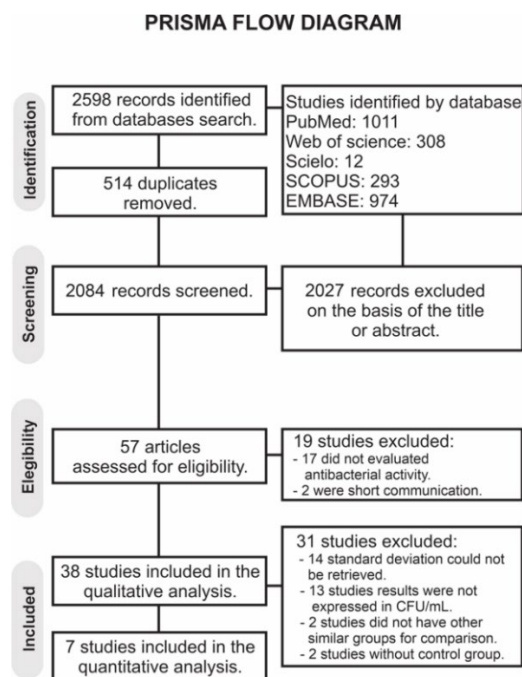 PRISMA FLOW DIAGRAM
Identification
2598 records identified
from databases search.
Studies identified by database
PubMed: 1011
Web of science: 308
Scielo: 12
SCOPUS: 293
EMBASE: 974
514 duplicates
removed.
Screening
2084 records screened.
2027 records excluded
on the basis of the title
or abstract.
Elegibility
57 articles
assessed for eligibility.
19 studies excluded:
- 17 did not evaluated
antibacterial activity.
- 2 were short communication.
Included
38 studies included in the
qualitative analysis.
31 studies excluded:
- 14 standard deviation could not
be retrieved.
- 13 studies results were not
expressed in CFU/mL.
- 2 studies did not have other
similar groups for comparison.
- 2 studies without control group.
7 studies included in the
quantitative analysis.